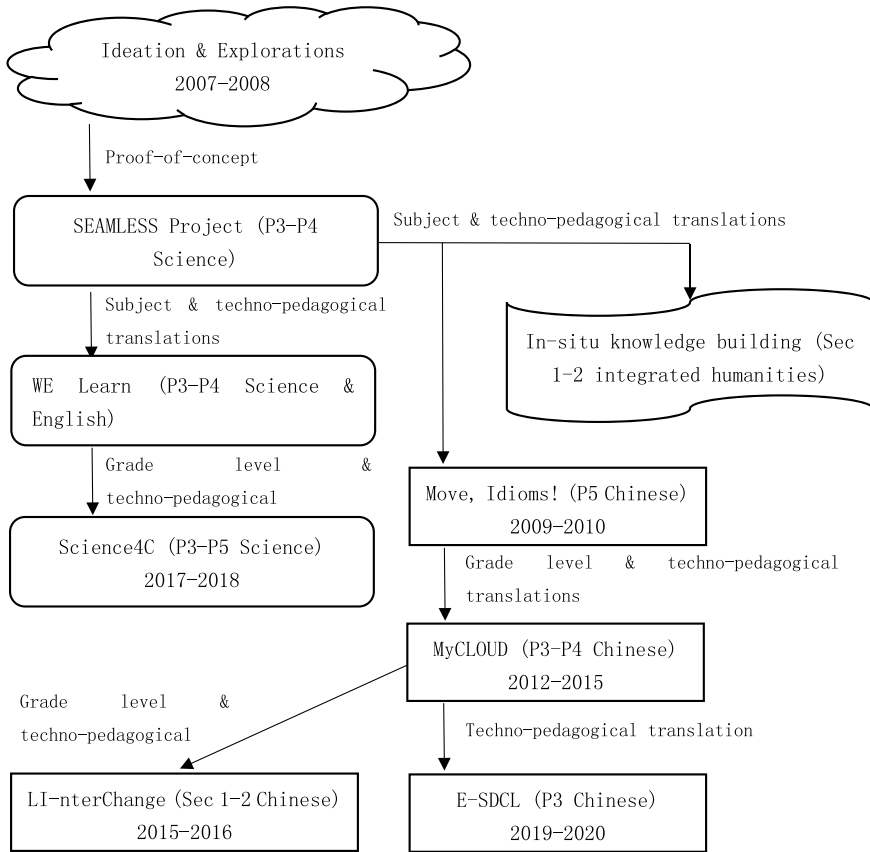 Ideation & Explorations
2007-2008
Proof-of-concept
SEAMLESS Project (P3-P4
Science)
Subject & techno-pedagogical translations
Subject & techno-pedagogical
translations
In-situ knowledge building (Sec
1-2 integrated humanities)
WE Learn (P3-P4 Science &
English)
Grade level &
techno-pedagogical
Move, Idioms! (P5 Chinese)
2009-2010
Science4C (P3-P5 Science)
2017-2018
Grade level & techno-pedagogical
translations
MyCLOUD (P3-P4 Chinese)
2012-2015
Grade level &
techno-pedagogical
Techno-pedagogical translation
LI-nterChange (Sec 1-2 Chinese)
2015-2016
E-SDCL (P3 Chinese)
2019-2020